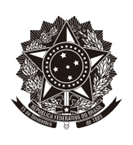 REPÚBLICA FEDERATIVA DO BRASIL
15 de Novembro
de 1889